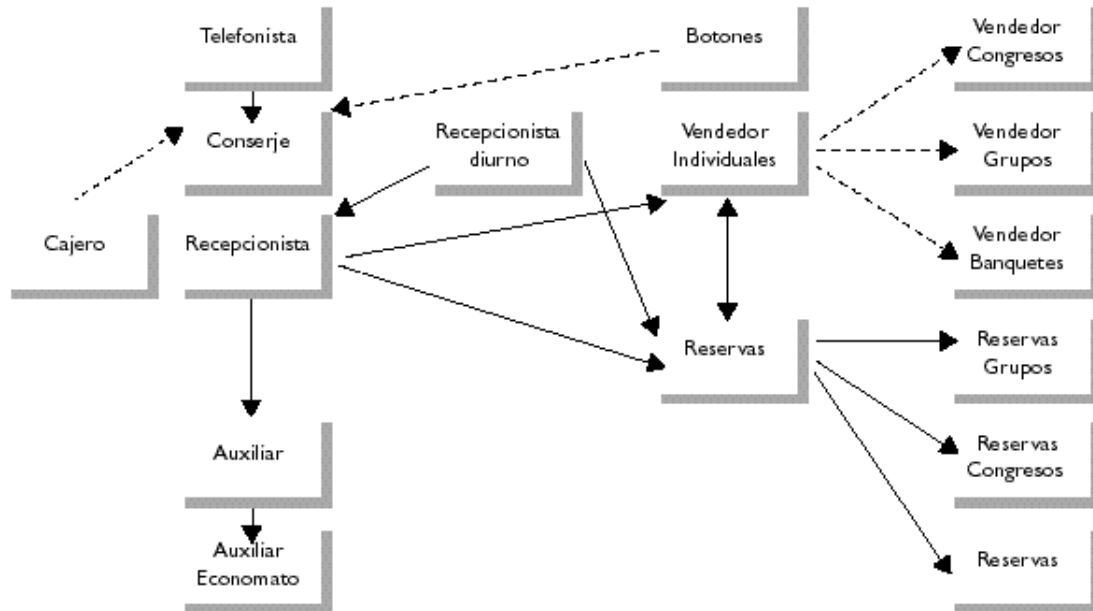 Telefonista
Botones
Vendedor
Congresos
Conserje
Recepcionista
diurno
Vendedor
Individuales
Vendedor
Grupos
Cajero
Recepcionista
Vendedor
Banquetes
Reservas
Reservas
Grupos
Auxiliar
Reservas
Congresos
Auxiliar
Economato
Reservas